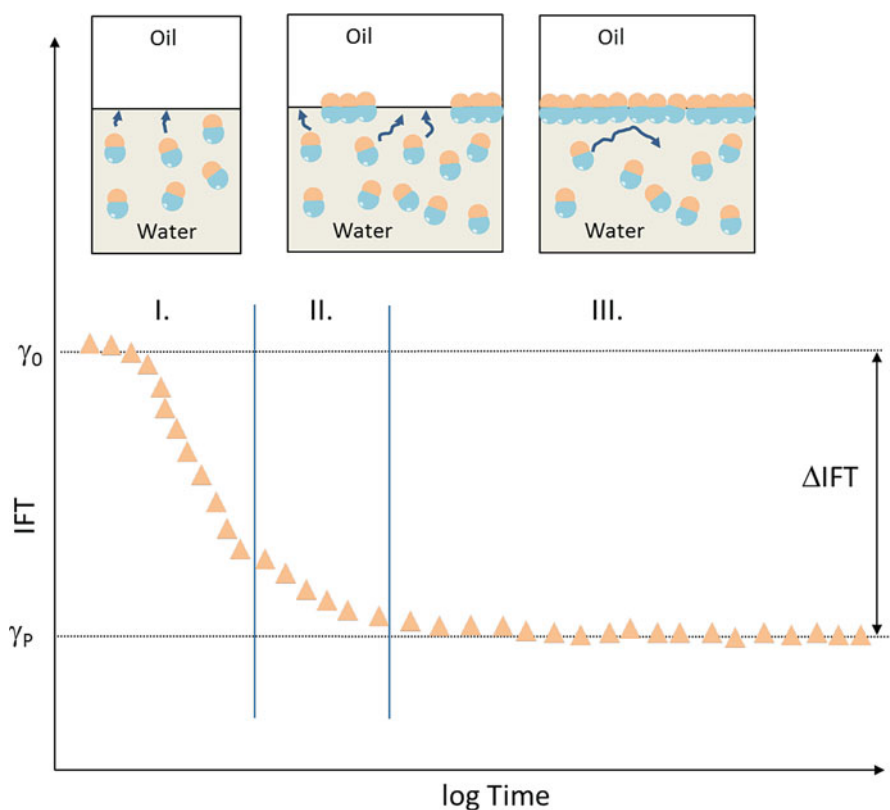 Oil
Water
Oil
Water
Oil
Water
I.
II.
III.
γ0
IFT
γP
ΔIFT
log Time